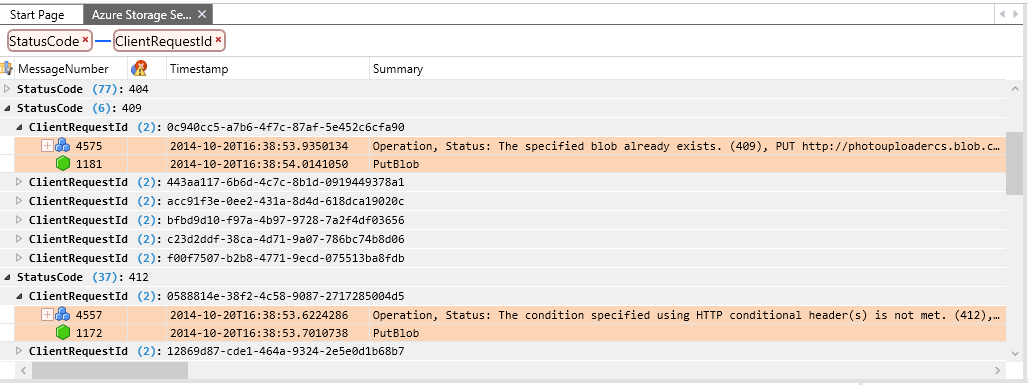 Start Page Azure Storage Se...
StatusCode ClientRequestId
MessageNumber Timestamp Summary
StatusCode (77): 404
StatusCode (6): 409
ClientRequestId (2): 0c940cc5-a7b6-4f7c-87af-5e452c6cfa90
4575 2014-10-20T16:38:53.9350134 Operation, Status: The specified blob already exists. (409), PUT http://photouploadercs.blob.c...
1181 2014-10-20T16:38:54.0141050 PutBlob
ClientRequestId (2): 443aa117-6b6d-4c7c-8b1d-0919449378a1
ClientRequestId (2): acc91f3e-0ee2-431a-8d4d-618dca19020c
ClientRequestId (2): bfbd9d10-f97a-4b97-9728-7a2f4df03656
ClientRequestId (2): c23d2ddf-38ca-4d71-9a07-786bc74b8d06
ClientRequestId (2): f00f7507-b2b8-4771-9ecd-075513ba8fdb
StatusCode (37): 412
ClientRequestId (2): 0588814e-38f2-4c58-9087-2717285004d5
4557 2014-10-20T16:38:53.6224286 Operation, Status: The condition specified using HTTP conditional header(s) is not met. (412),...
1172 2014-10-20T16:38:53.7010738 PutBlob
ClientRequestId (2): 12869d87-cde1-464a-9324-2e5e0d1b68b7